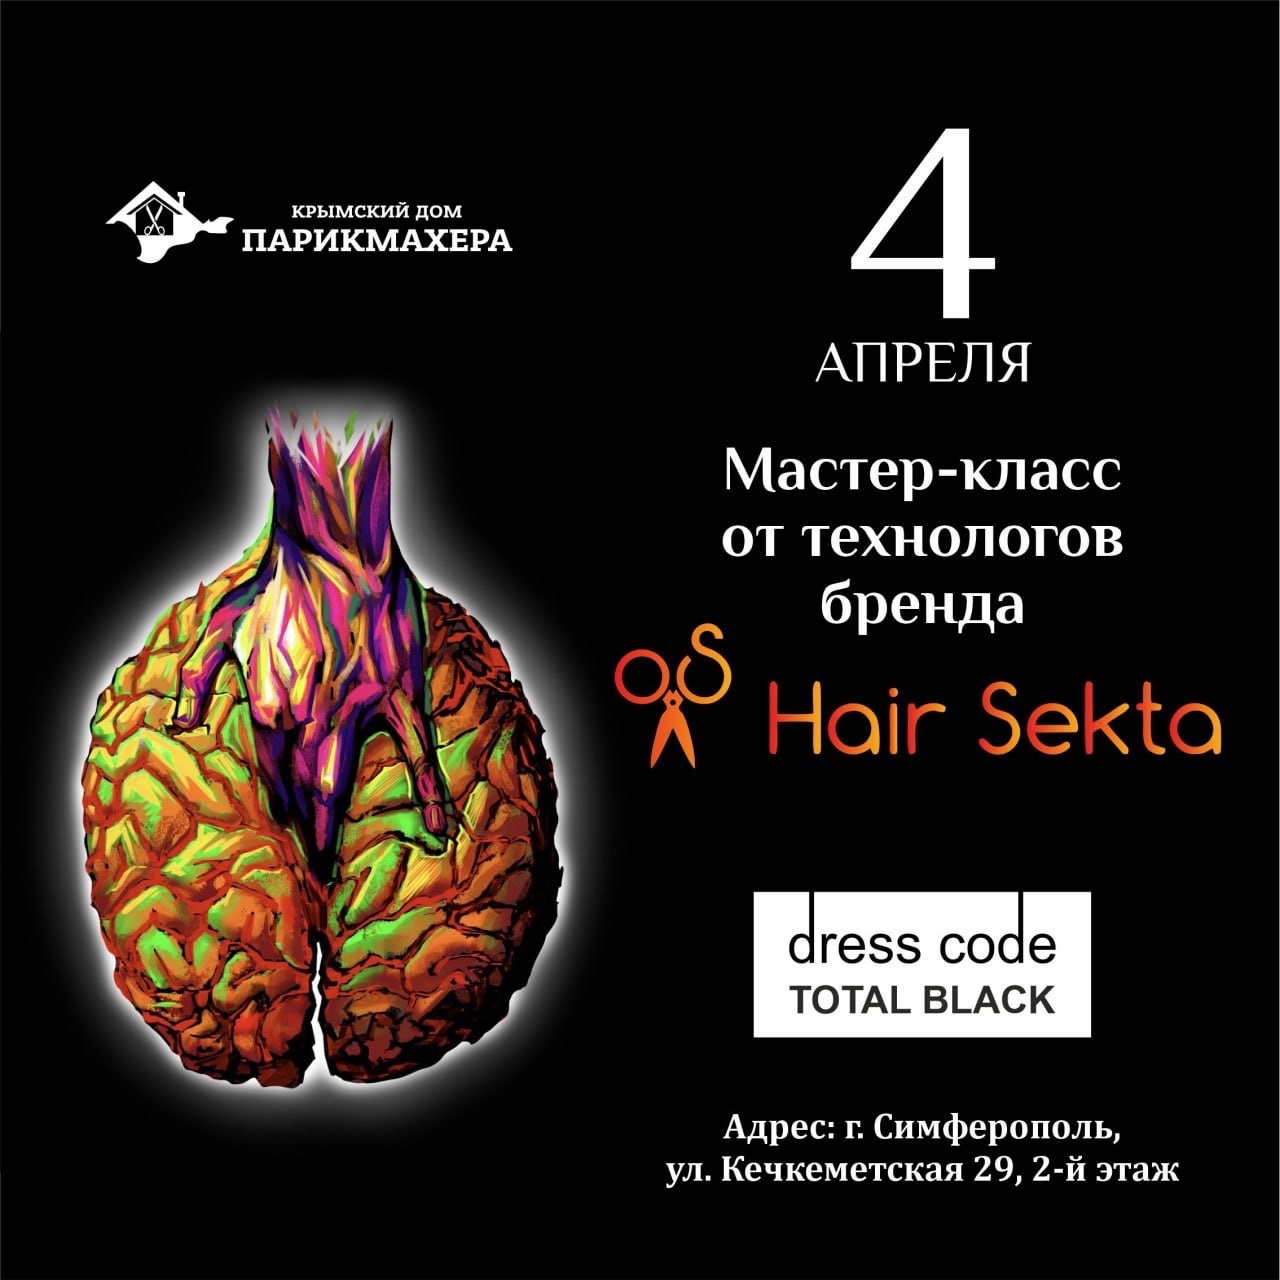 КРЫМСКИЙ ДОМ
ПАРИКМАХЕРА
4
АПРЕЛЯ
Мастер-класс
от технологов
бренда
Hair Sekta
dress code
TOTAL BLACK
Адрес: г. Симферополь,
ул. Кечкеметская 29, 2-й этаж